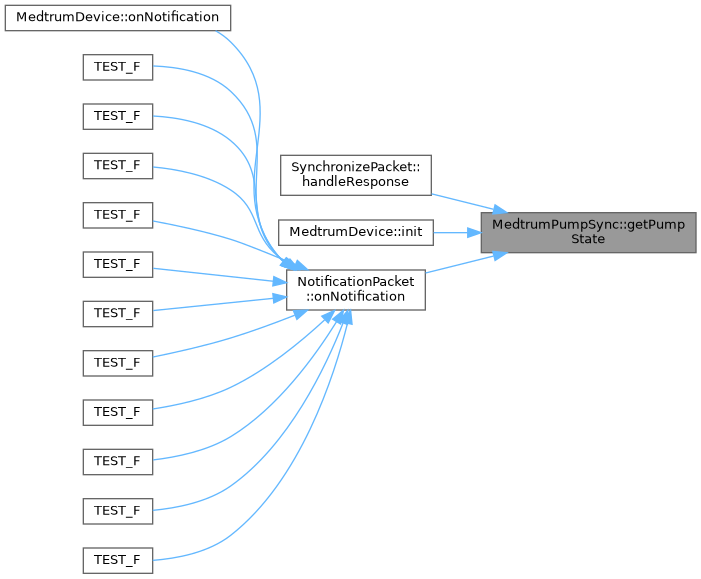 MedtrumDevice::onNotification
TEST_F
TEST_F
TEST_F
TEST_F
TEST_F
TEST_F
TEST_F
TEST_F
TEST_F
TEST_F
TEST_F
SynchronizePacket::
handleResponse
MedtrumDevice::init
NotificationPacket
::onNotification
MedtrumPumpSync::getPump
State